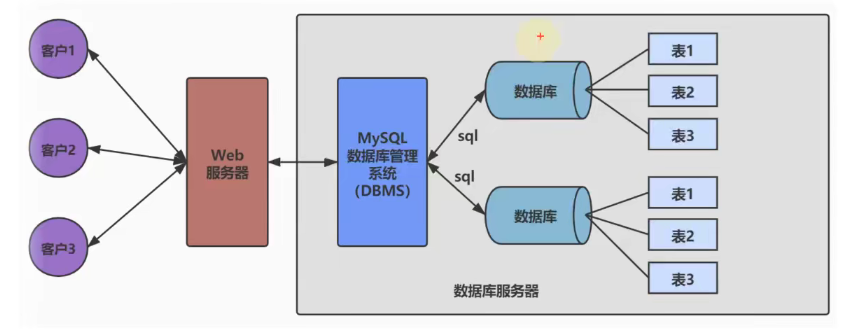 客户1
客户2
客户3
Web
服务器
MySQL
数据库管理
系统
（DBMS）
sql
sql
数据库
表1
表2
表3
数据库
表1
表2
表3
数据库服务器